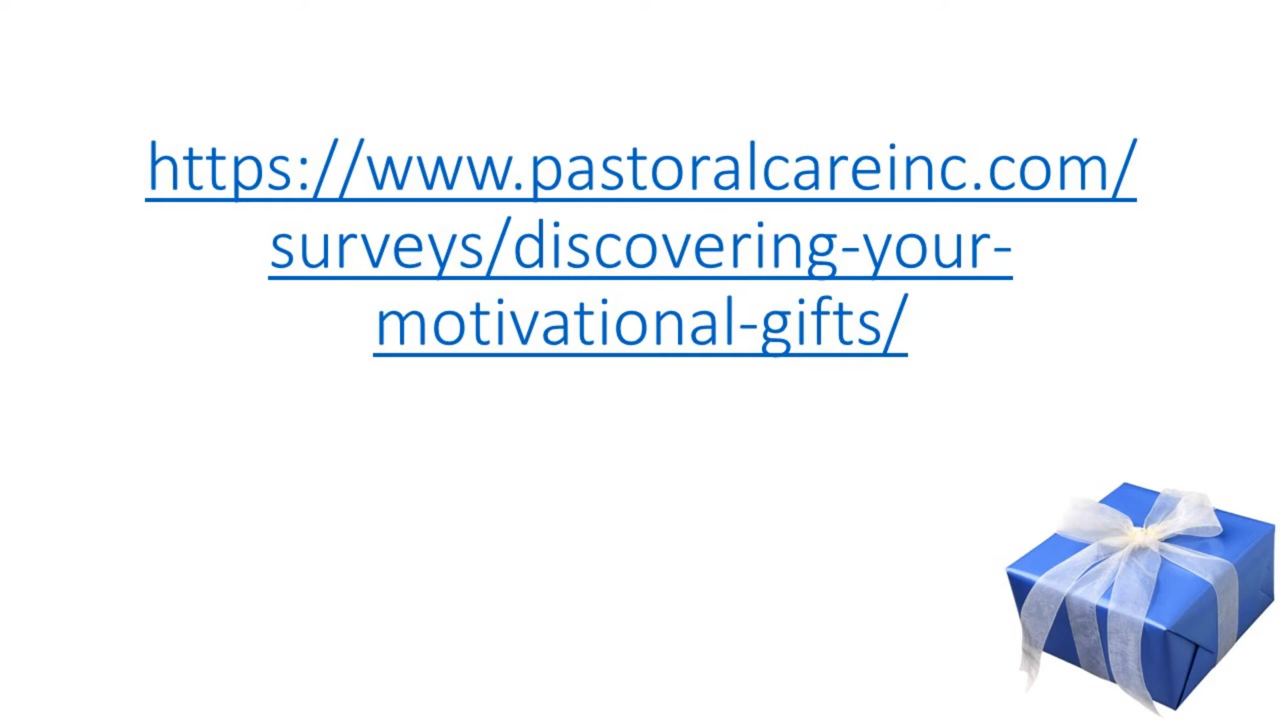 https://www.pastoralcareinc.com/
surveys/discovering-your-
motivational-gifts/